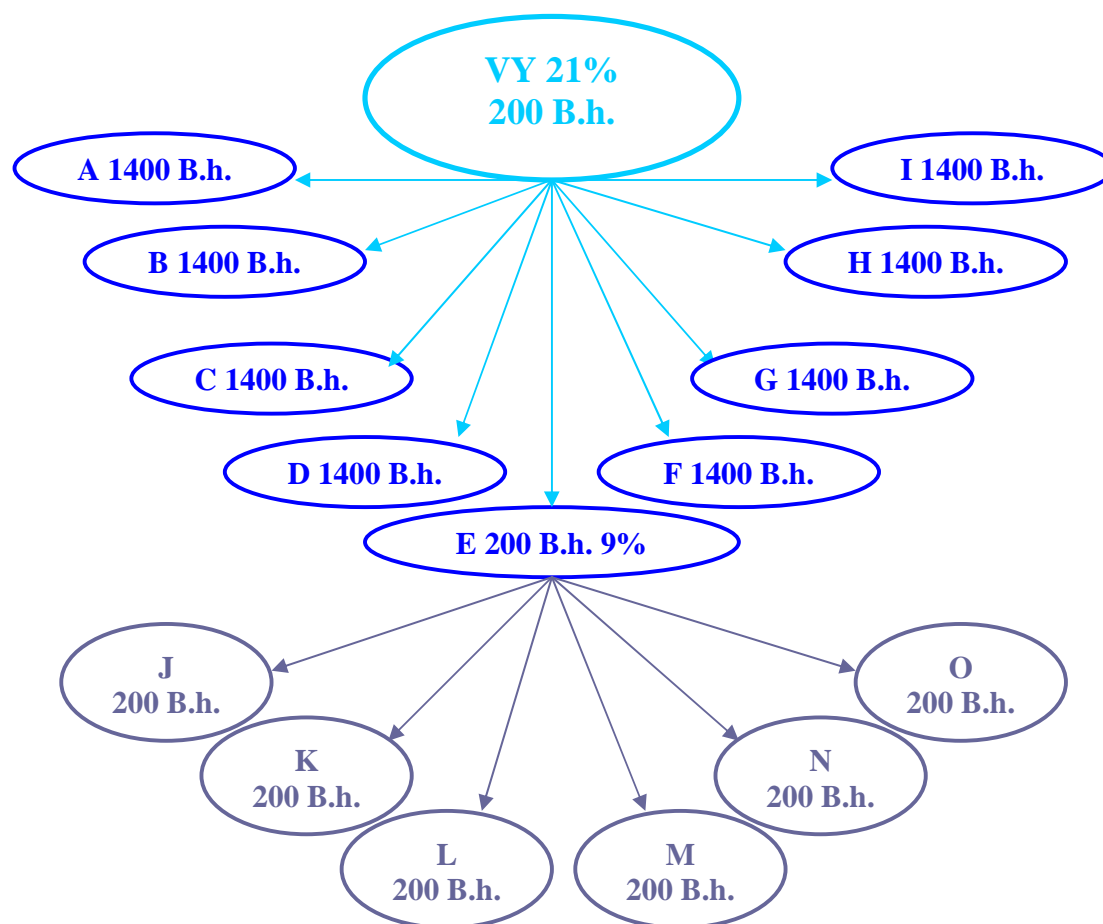 VY 21%
200 B.h.
A 1400 B.h.
I 1400 B.h.
B 1400 B.h.
H 1400 B.h.
C 1400 B.h.
G 1400 B.h.
D 1400 B.h.
F 1400 B.h.
E 200 B.h. 9%
J
200 B.h.
O
200 B.h.
K
200 B.h.
N
200 B.h.
L
200 B.h.
M
200 B.h.